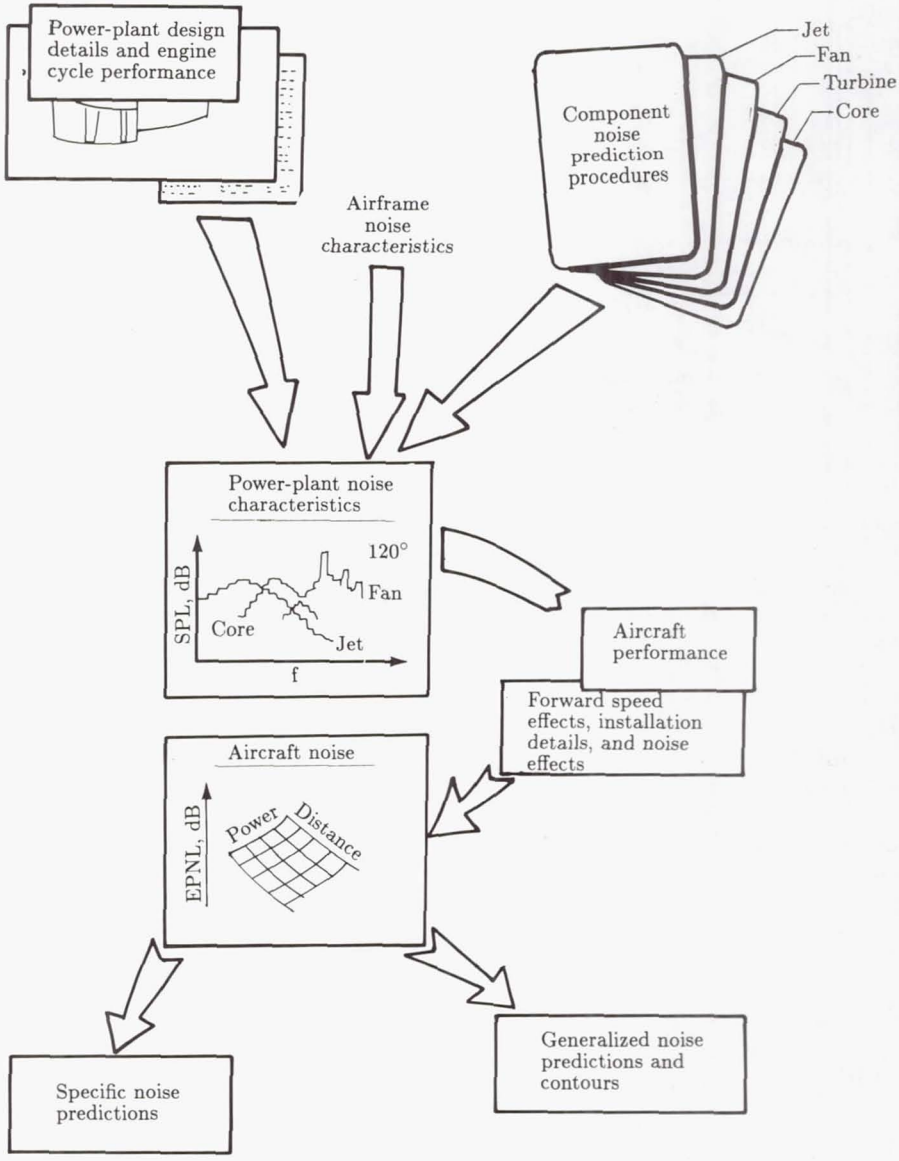 Power-plant design
details and engine
cycle performance
Jet
Fan
Turbine
Core
Component
noise
prediction
procedures
Airframe
noise
characteristics
Power-plant noise
characteristics
SPL, dB
120°
Fan
Core
Jet
f
Aircraft
performance
Forward speed
effects, installation
details, and noise
effects
Aircraft noise
EPNL, dB
Power
Distance
Specific noise
predictions
Generalized noise
predictions and
contours